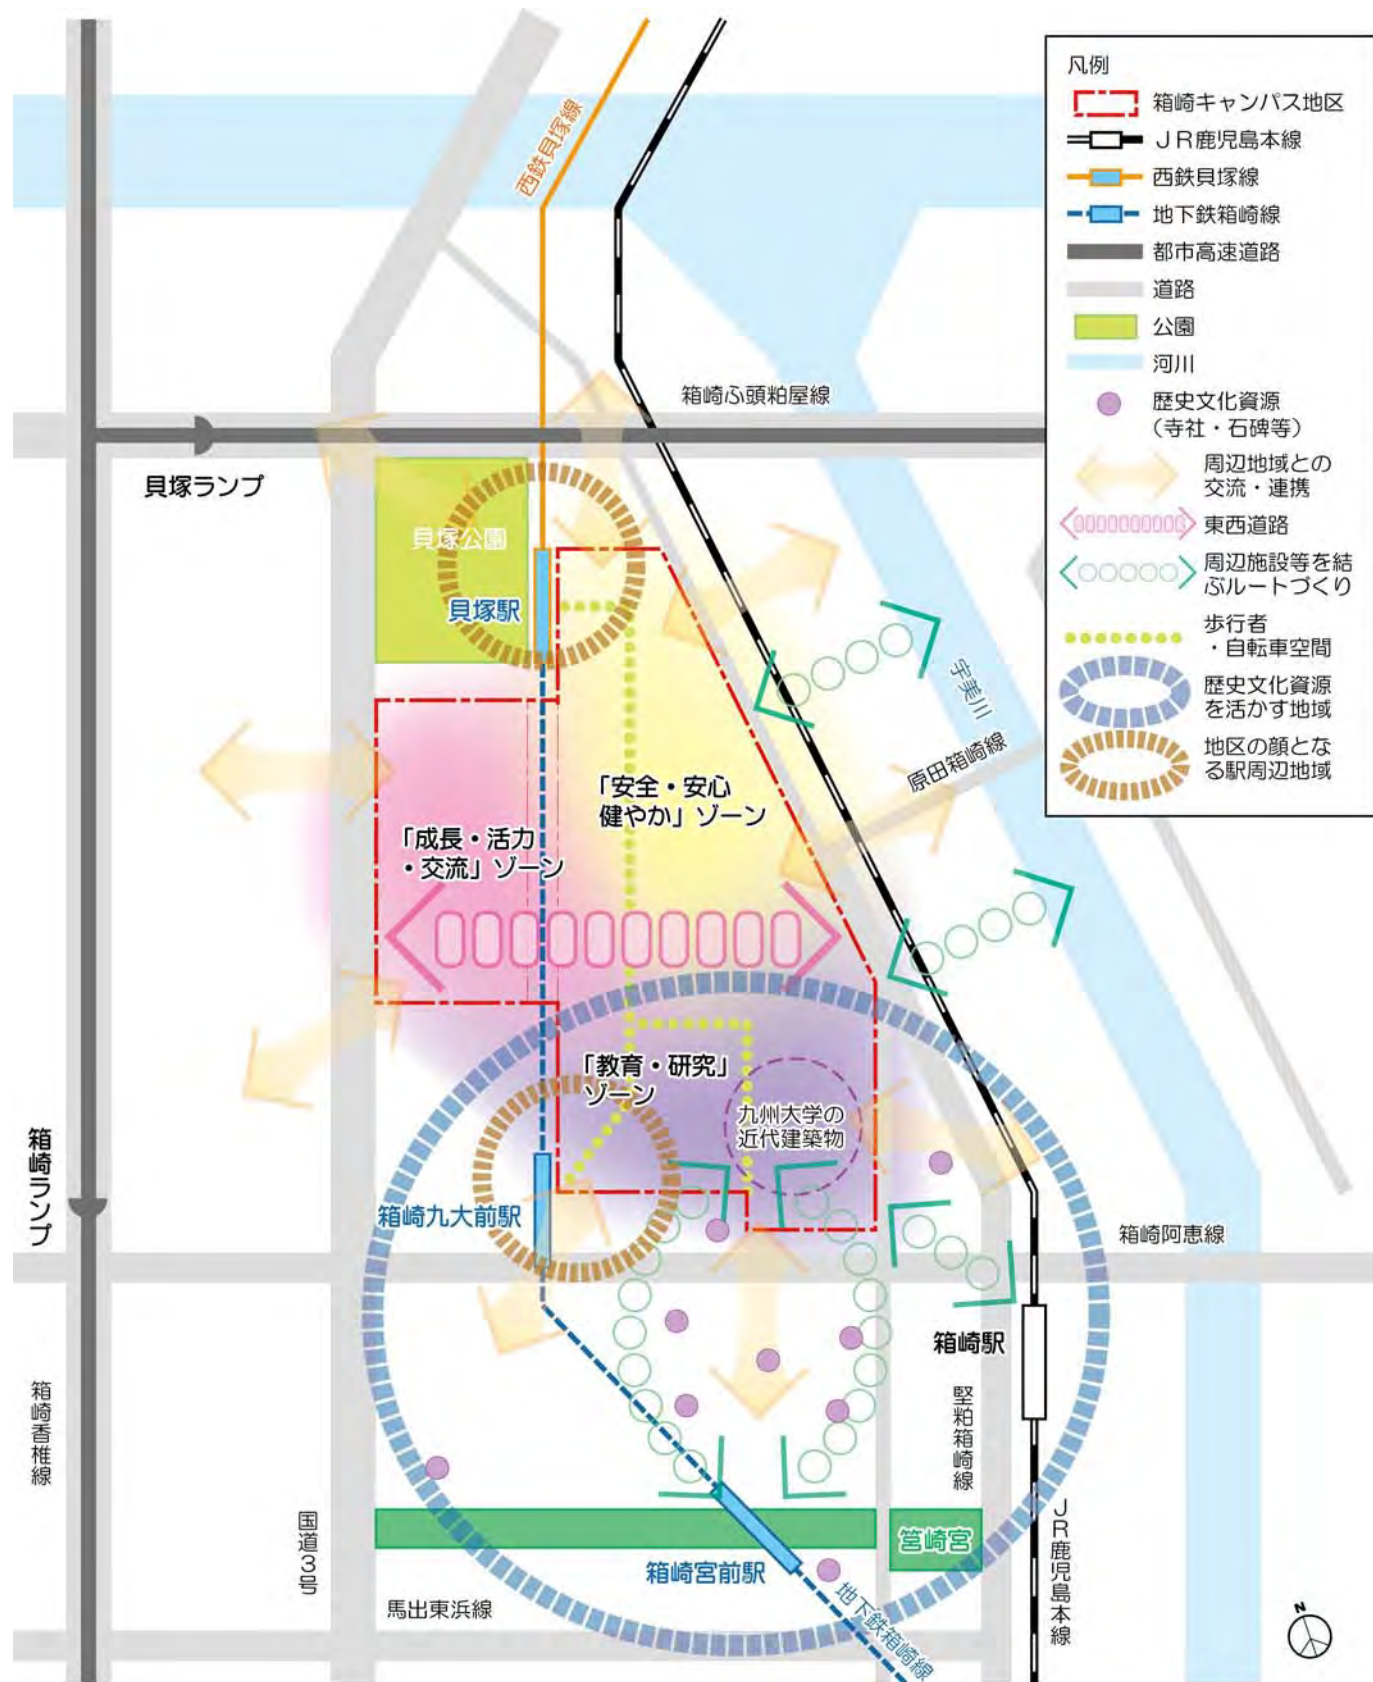 凡例
箱崎キャンパス地区
JR鹿児島本線
西鉄貝塚線
地下鉄箱崎線
都市高速道路
道路
公園
河川
歴史文化資源
(寺社・石碑等)
周辺地域との
交流・連携
東西道路
周辺施設等を結
ぶルートづくり
歩行者
・自転車空間
歴史文化資源
を活かす地域
地区の顔とな
る駅周辺地域
西鉄貝塚線
箱崎ふ頭粕屋線
貝塚ランプ
貝塚公園
貝塚駅
宇美川
原田箱崎線
「安全・安心
健やか」ゾーン
「成長・活力
・交流」ゾーン
「教育・研究」
ゾーン
九州大学の
近代建築物
箱崎ランプ
箱崎九大前駅
箱崎阿恵線
箱崎駅
箱崎香椎線
堅粕箱崎線
国道3号
筥崎宮
JR鹿児島本線
箱崎宮前駅
馬出東浜線
地下鉄箱崎線
N